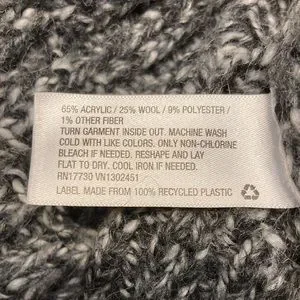 65% ACRYLIC / 25% WOOL / 9% POLYESTER /
1% OTHER FIBER
TURN GARMENT INSIDE OUT. MACHINE WASH
COLD WITH LIKE COLORS. ONLY NON-CHLORINE
BLEACH IF NEEDED. RESHAPE AND LAY
FLAT TO DRY. COOL IRON IF NEEDED
RN17730 VN1302451
LABEL MADE FROM 100% RECYCLED PLASTIC